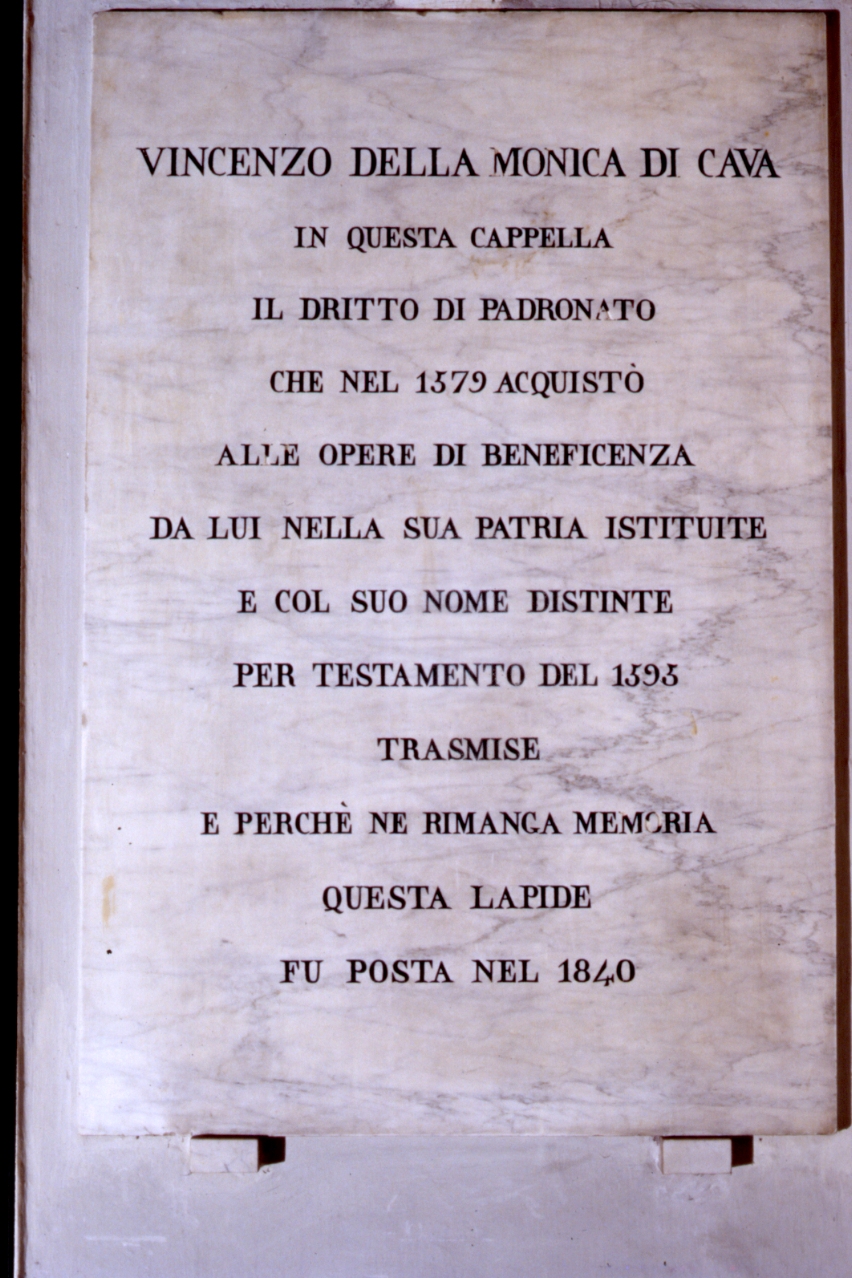 VINCENZO DELLA MONICA DI CAVA
IN QUESTA CAPPELLA
IL DRITTO DI PADRONATO
CHE NEL 1579 ACQUISTÒ
ALLE OPERE DI BENEFICENZA
DA LUI NELLA SUA PATRIA ISTITUITE
E COL SUO NOME DISTINTE
PER TESTAMENTO DEL 1595
TRASMISE
E PERCHÈ NE RIMANGA MEMORIA
QUESTA LAPIDE
FU POSTA NEL 1840